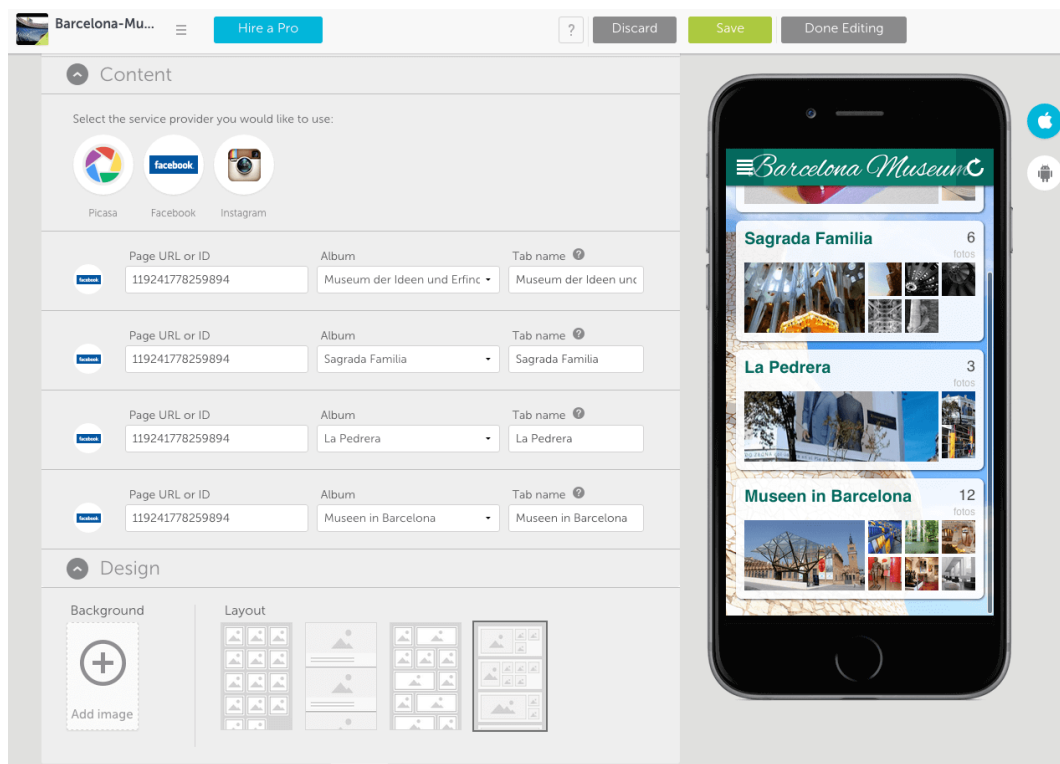 Barcelona-Mu...
Hire a Pro
?
Discard
Save
Done Editing
Content
Select the service provider you would like to use:
facebook
Picasa
Facebook
Instagram
Page URL or ID
Album
Tab name ?
facebook
119241778259894
Museum der Ideen und Erfinc
Museum der Ideen unc
Page URL or ID
Album
Tab name ?
facebook
119241778259894
Sagrada Familia
Sagrada Familia
Page URL or ID
Album
Tab name ?
facebook
119241778259894
La Pedrera
La Pedrera
Page URL or ID
Album
Tab name ?
facebook
119241778259894
Museen in Barcelona
Museen in Barcelona
Design
Background
Layout
Add image
Barcelona Museum
Sagrada Familia
6
fotos
La Pedrera
3
fotos
Museen in Barcelona
12
fotos